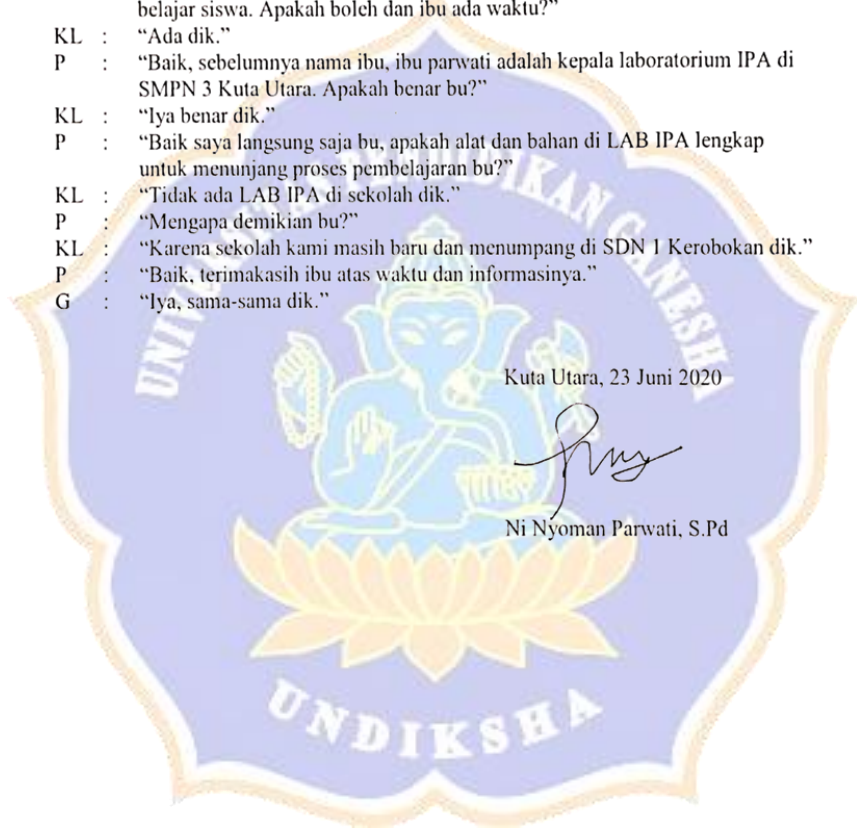 belajar siswa. Apakah boleh dan ibu ada waktu?”
KL : “Ada dik.”
P : “Baik, sebelumnya nama ibu, ibu parwati adalah kepala laboratorium IPA di
SMPN 3 Kuta Utara. Apakah benar bu?”
KL : “Iya benar dik.”
P : “Baik saya langsung saja bu, apakah alat dan bahan di LAB IPA lengkap
untuk menunjang proses pembelajaran bu?”
KL : “Tidak ada LAB IPA di sekolah dik.”
P : “Mengapa demikian bu?”
KL : “Karena sekolah kami masih baru dan menumpang di SDN 1 Kerobokan dik.”
P : “Baik, terimakasih ibu atas waktu dan informasinya.”
G : “Iya, sama-sama dik.”
UNIVERSITAS PENDIDIKAN GANESHA
Kuta Utara, 23 Juni 2020
Ni Nyoman Parwati, S.Pd
UNDIKSHA